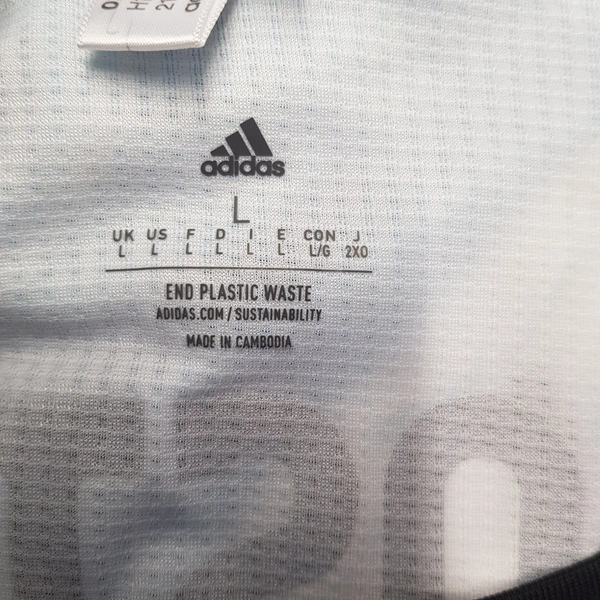 adidas
L
UK US F D I E CON J
L L L L L L L/G 2XO
END PLASTIC WASTE
ADIDAS.COM / SUSTAINABILITY
MADE IN CAMBODIA